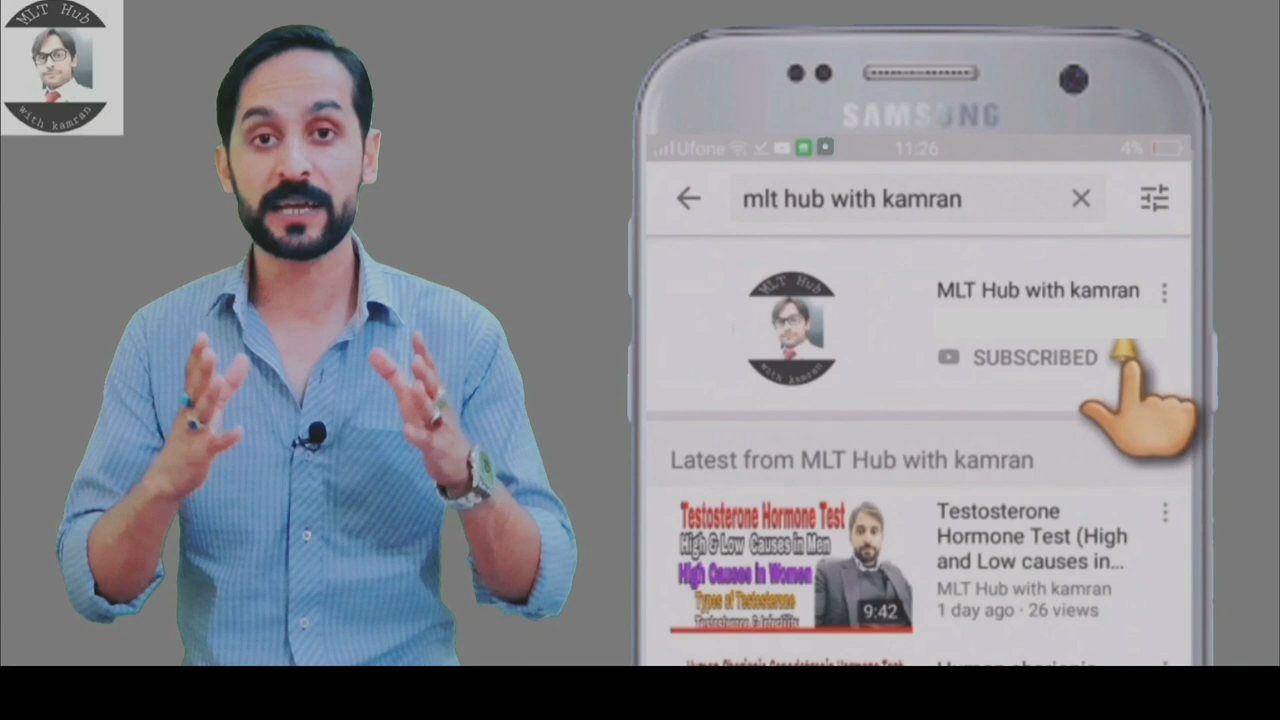 MLT Hub
with kamran
SAMSUNG
Ufone
11:26
4%
mlt hub with kamran
MLT Hub
with kamran
MLT Hub with kamran
SUBSCRIBED
Latest from MLT Hub with kamran
Testosterone Hormone Test
High & Low Causes in Men
High Causes in Women
Types of Testosterone
Testosterone & Infertility
9:42
Testosterone
Hormone Test (High
and Low causes in...
MLT Hub with kamran
1 day ago · 26 views